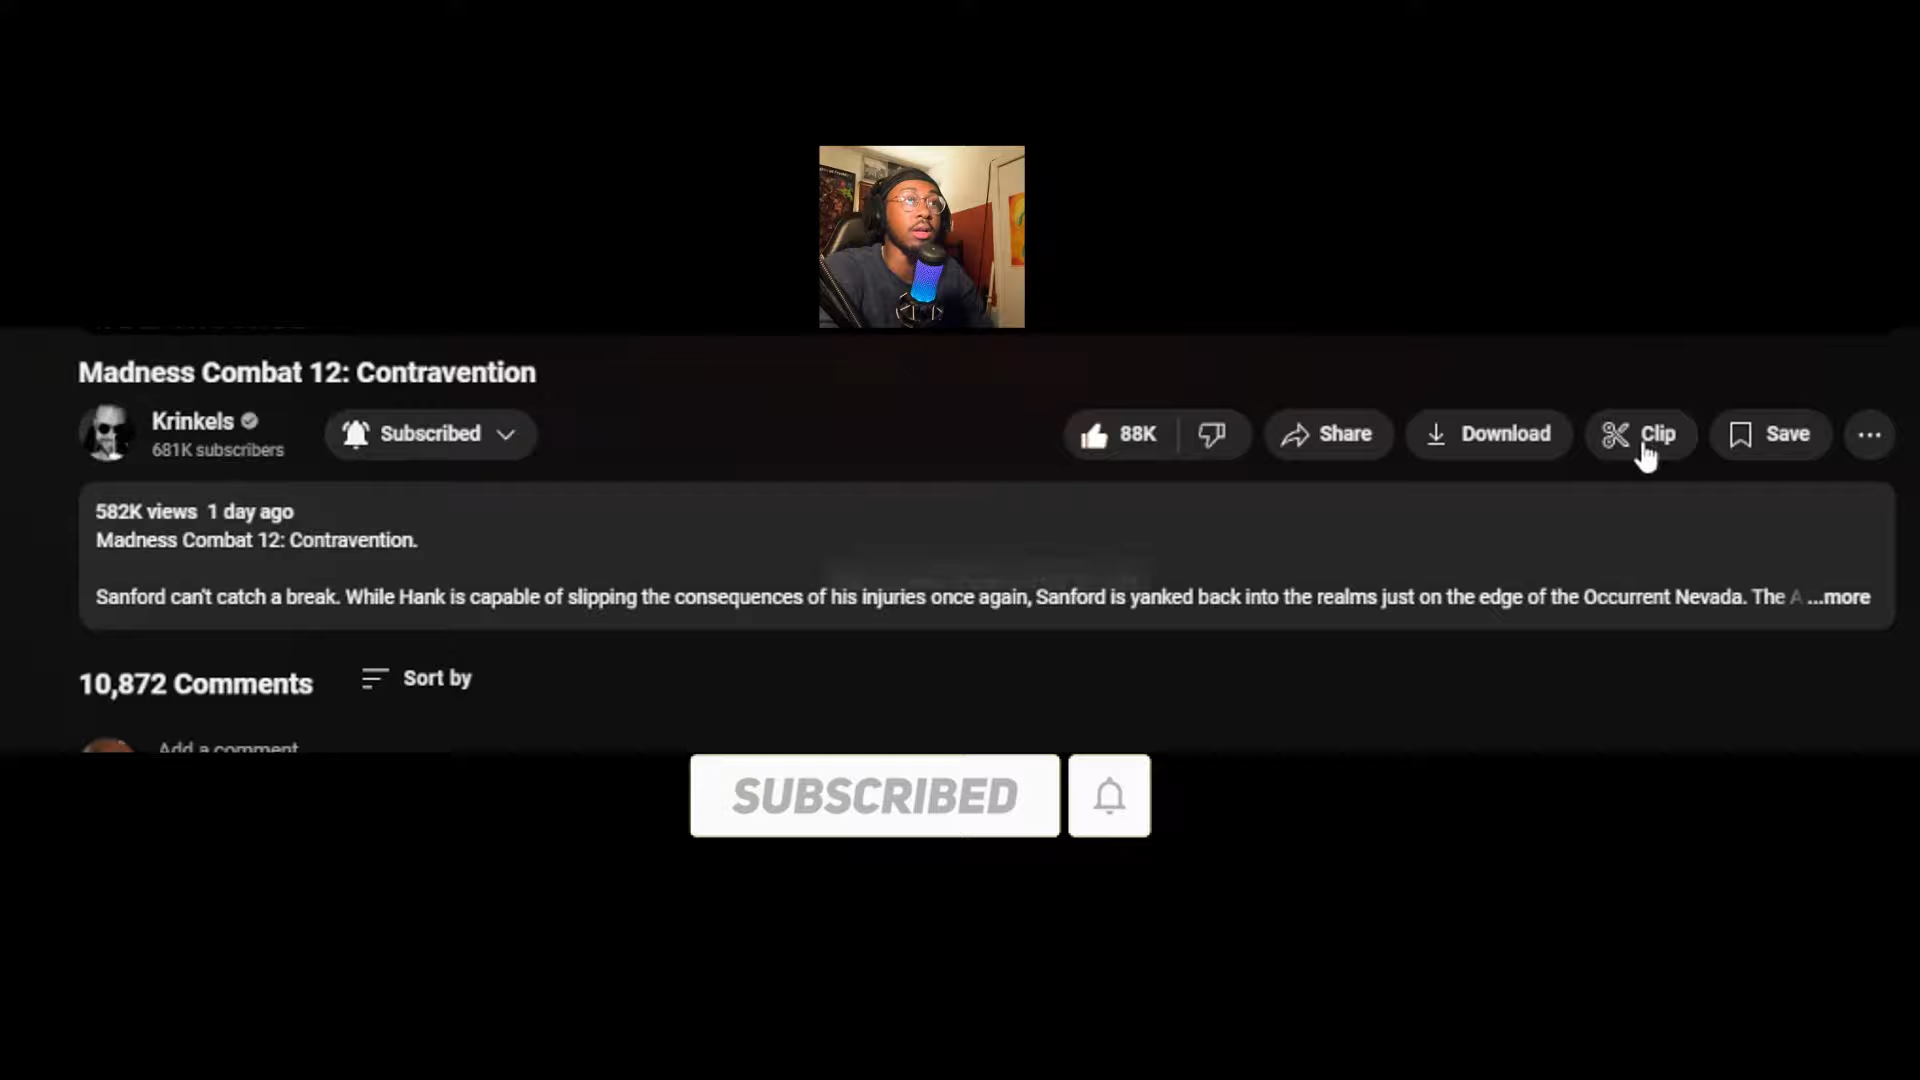 Madness Combat 12: Contravention
Krinkels
681K subscribers
Subscribed
88K
Share
Download
Clip
Save
582K views 1 day ago
Madness Combat 12: Contravention.
Sanford can't catch a break. While Hank is capable of slipping the consequences of his injuries once again, Sanford is yanked back into the realms just on the edge of the Occurrent Nevada. The A ...more
10,872 Comments
Sort by
Add a comment
SUBSCRIBED